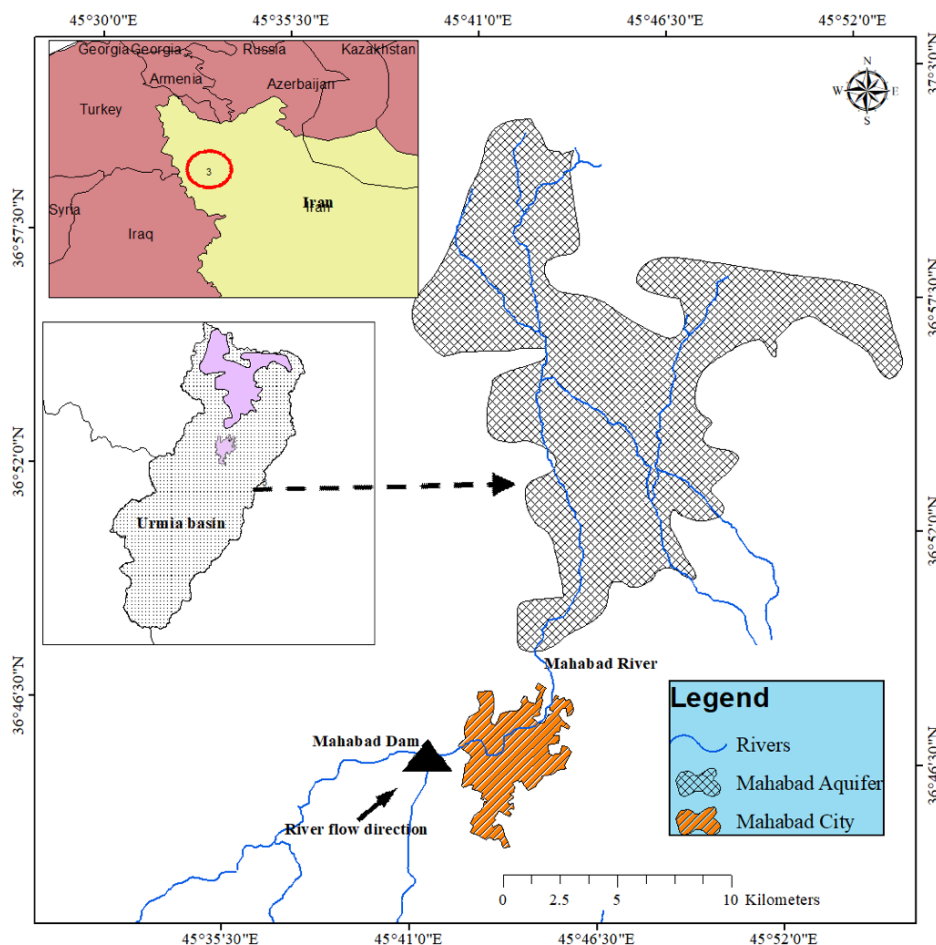 45°30'0"E
45°35'30"E
45°41'0"E
45°46'30"E
45°52'0"E
37°3'0"N
36°57'30"N
36°57'30"N
36°52'0"N
36°52'0"N
36°46'30"N
36°46'30"N
Georgia Georgia Russia Kazakhstan
Armenia
Azerbaijan
Turkey
3
Iran
Iran
Syria
Iraq
N
W E
S
Urmia basin
Mahabad River
Mahabad Dam
River flow direction
Legend
Rivers
Mahabad Aquifer
Mahabad City
0 2.5 5 10 Kilometers
45°35'30"E
45°41'0"E
45°46'30"E
45°52'0"E